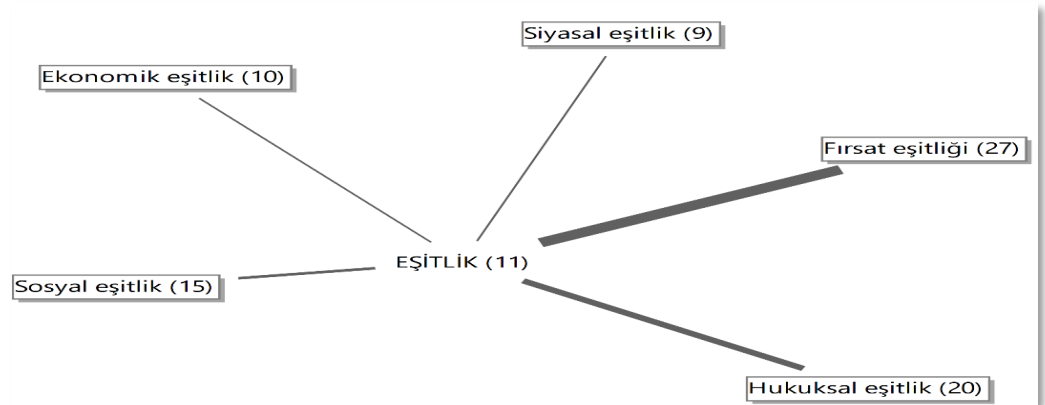 Siyasal eşitlik (9)
Ekonomik eşitlik (10)
Fırsat eşitliği (27)
EŞİTLİK (11)
Sosyal eşitlik (15)
Hukuksal eşitlik (20)